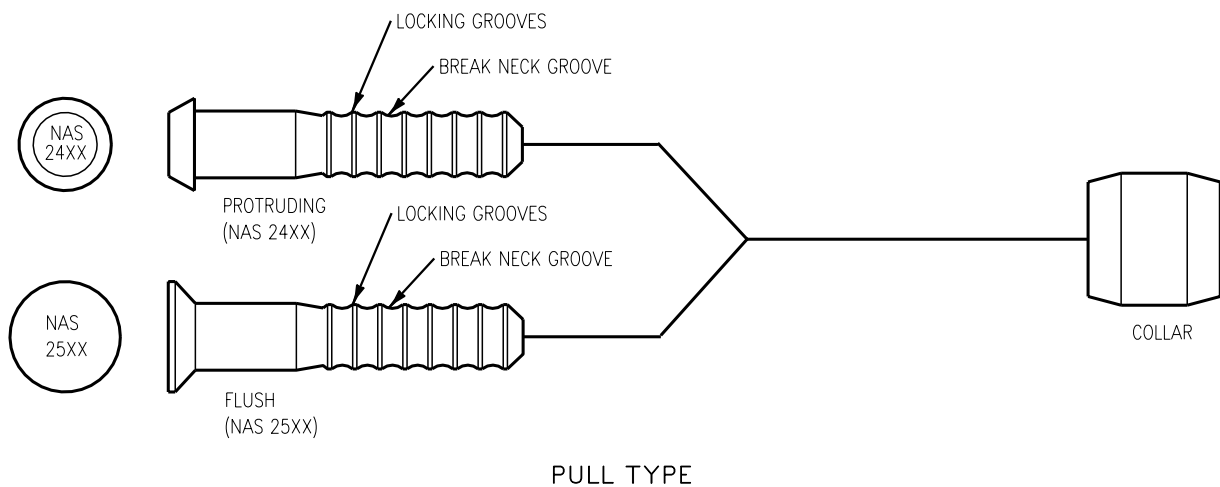 LOCKING GROOVES
BREAK NECK GROOVE
NAS
24XX
PROTRUDING
(NAS 24XX)
LOCKING GROOVES
BREAK NECK GROOVE
NAS
25XX
COLLAR
FLUSH
(NAS 25XX)
PULL TYPE